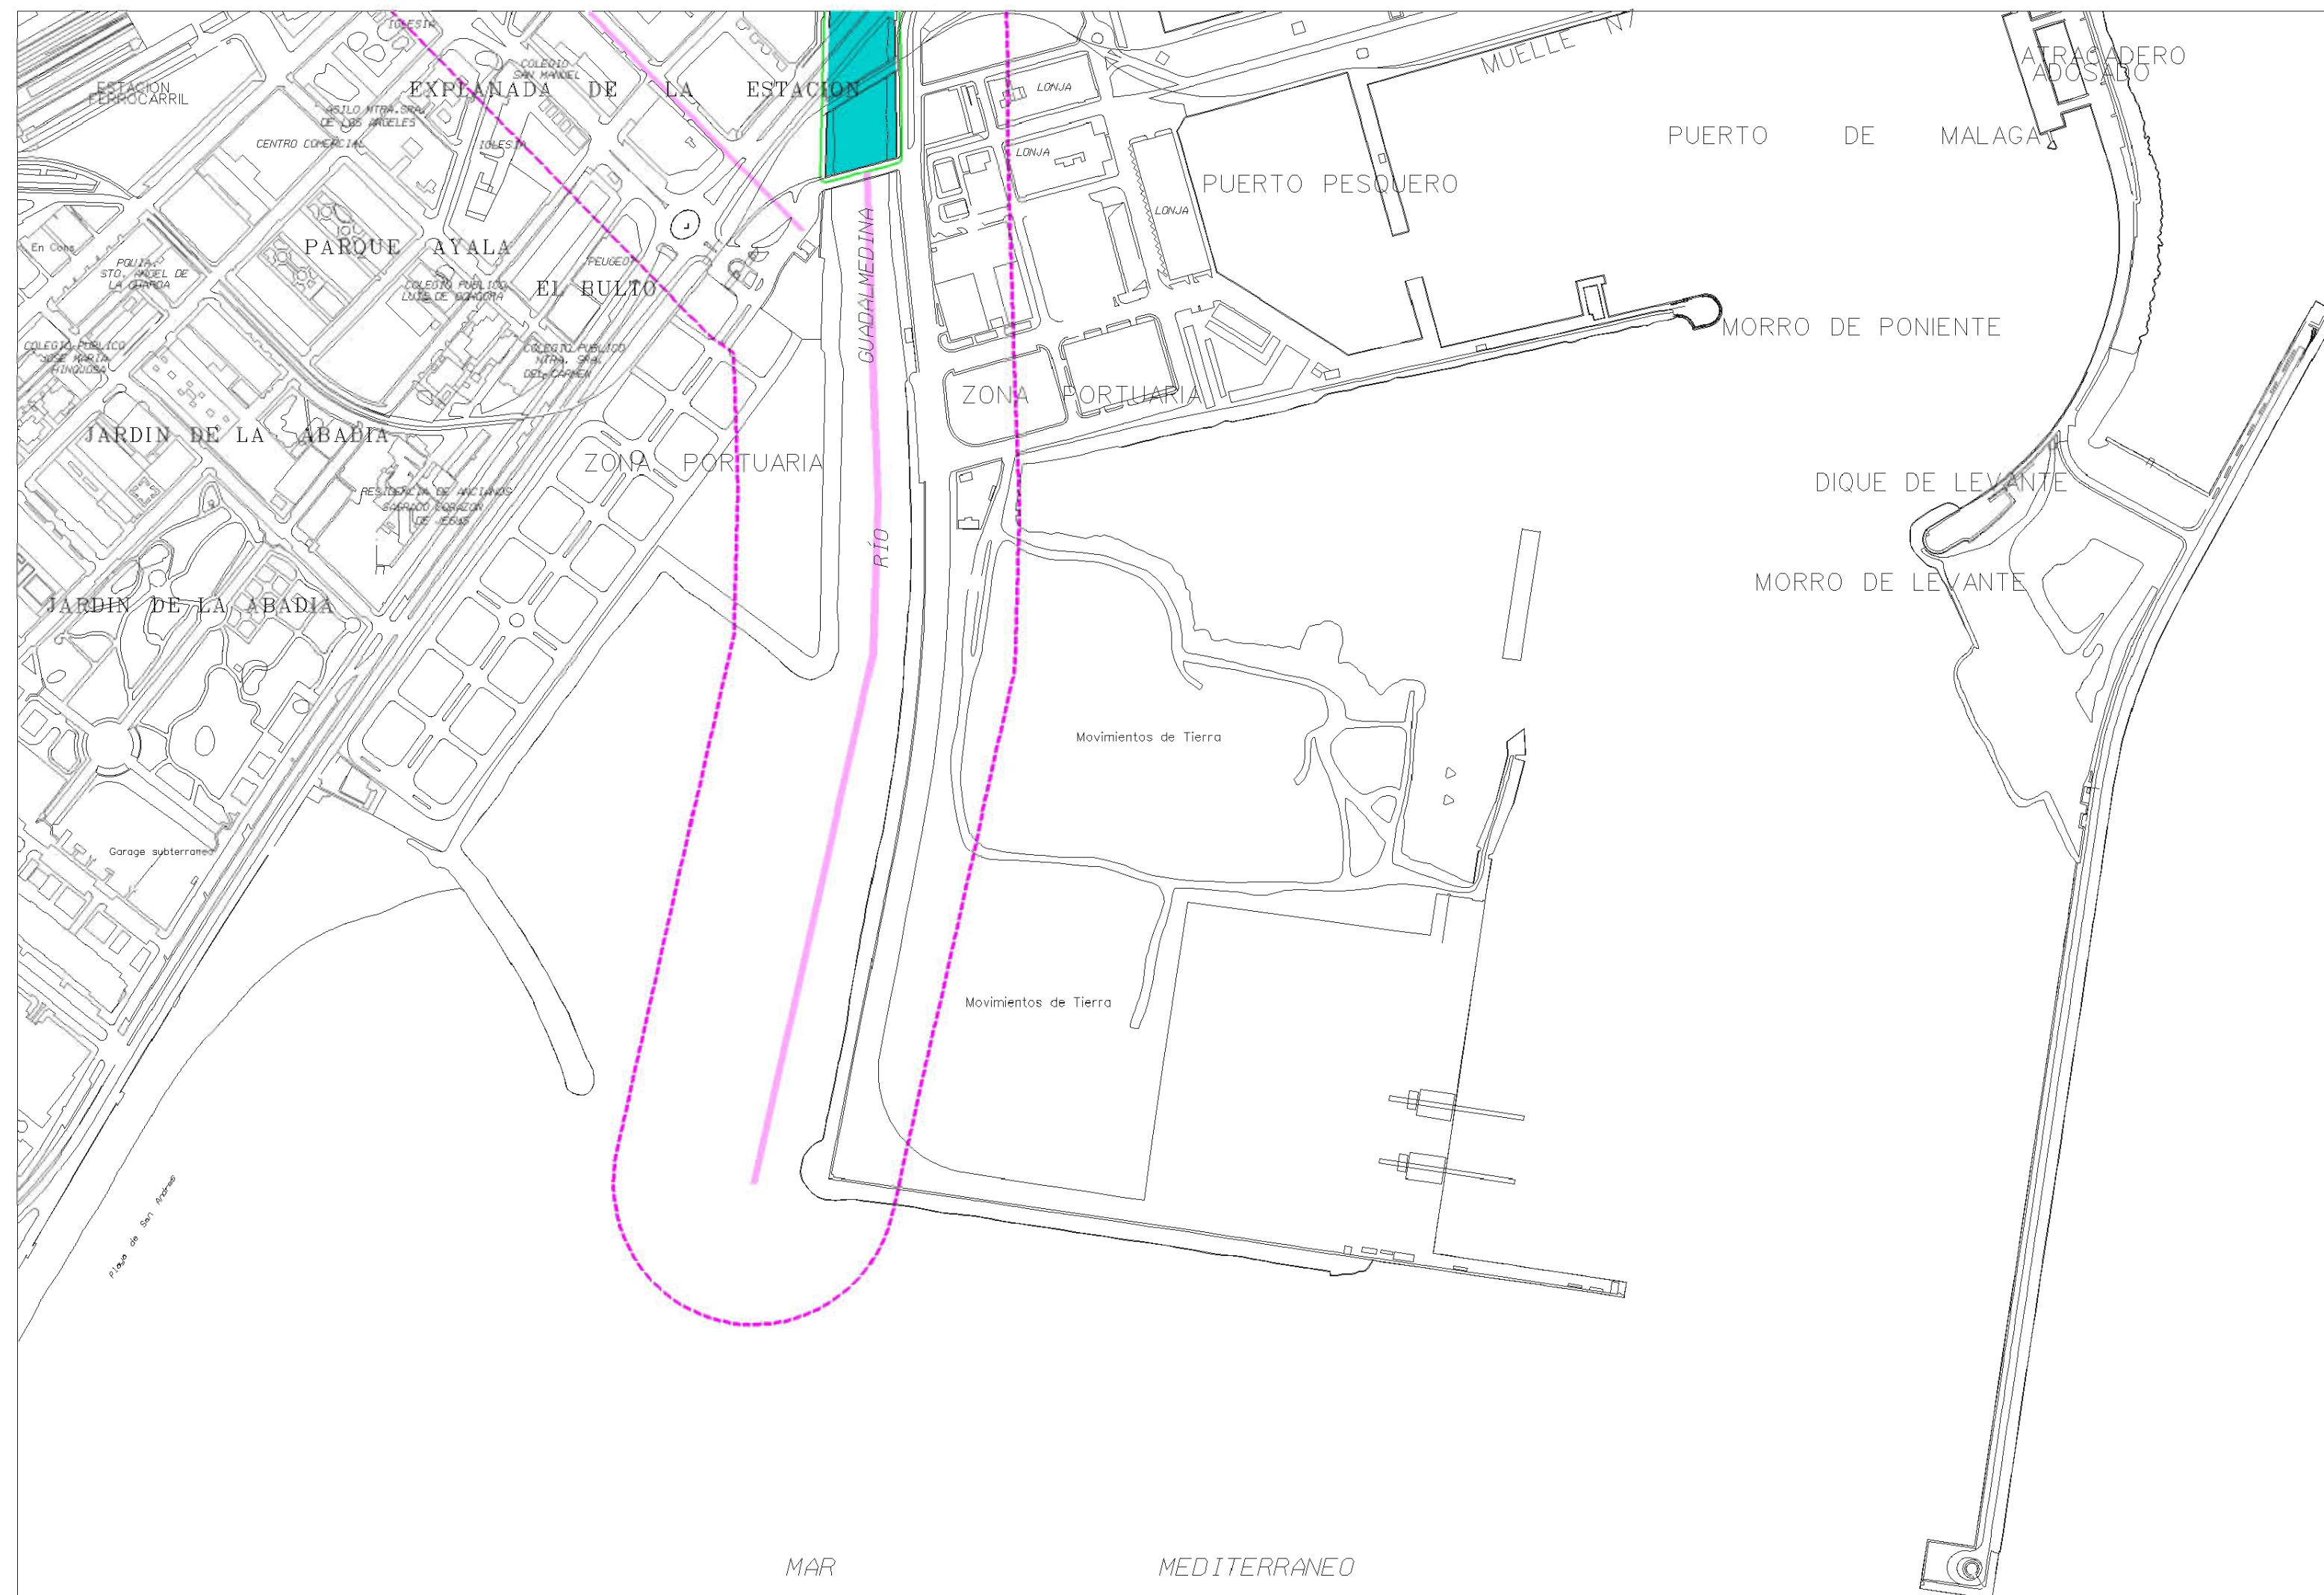 IGLESIA
ESTACION
FERROCARRIL
COLEGIO
SAN MANUEL
EXPLANADA DE LA ESTACION
ASILO NTRA.SRA.
DE LOS ANGELES
CENTRO COMERCIAL
IGLESIA
LONJA
LONJA
LONJA
MUELLE N7
ATRACADERO
ADOSADO
PUERTO DE MALAGA
PUERTO PESQUERO
PARQUE AYALA
PEUGEOT
EL BULTO
En Cons
STO. ANGEL DE
LA GUARDA
COLEGIO PUBLICO
LUIS DE GONGORA
COLEGIO PUBLICO
JOSE MARIA
HINOJOSA
COLEGIO PUBLICO
NTRA. SRA.
DEL CARMEN
RÍO GUADALMEDINA
MORRO DE PONIENTE
ZONA PORTUARIA
JARDIN DE LA ABADIA
ZONA PORTUARIA
RESIDENCIA DE ANCIANOS
SAGRADO CORAZON
DE JESUS
DIQUE DE LEVANTE
MORRO DE LEVANTE
JARDIN DE LA ABADIA
Movimientos de Tierra
Garage subterraneo
Movimientos de Tierra
Playa de San Andres
MAR MEDITERRANEO